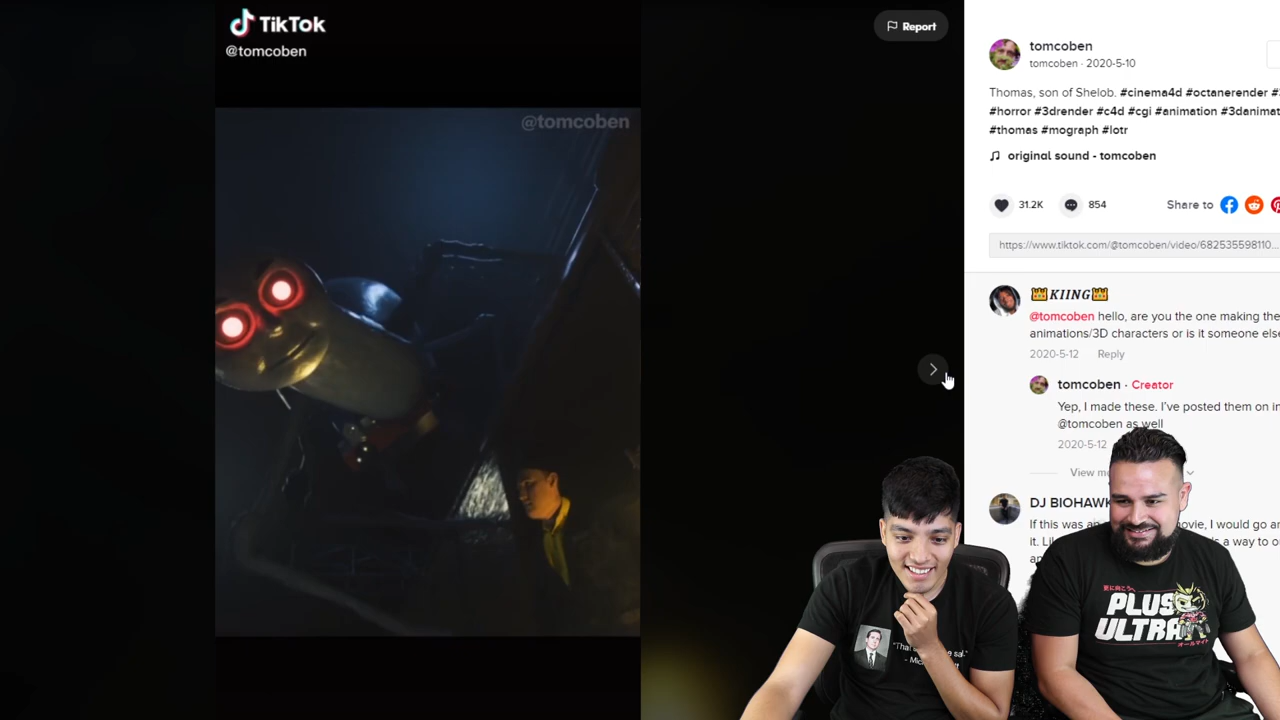 TikTok
@tomcoben
@tomcoben
Report
tomcoben
tomcoben · 2020-5-10
Thomas, son of Shelob. #cinema4d #octanerender
#horror #3drender #c4d #cgi #animation
#thomas #mograph #lotr
original sound - tomcoben
31.2K
854
Share to
https://www.tiktok.com/@tomcoben/video/682535598110...
KIING
@tomcoben hello, are you the one making the
animations/3D characters or is it someone
2020-5-12 Reply
tomcoben · Creator
Yep, I made these. I've posted them on
@tomcoben as well
2020-5-12
View
DJ
If this was an movie, I would go
it. is a way to
PLUS
ULTRA
"That's